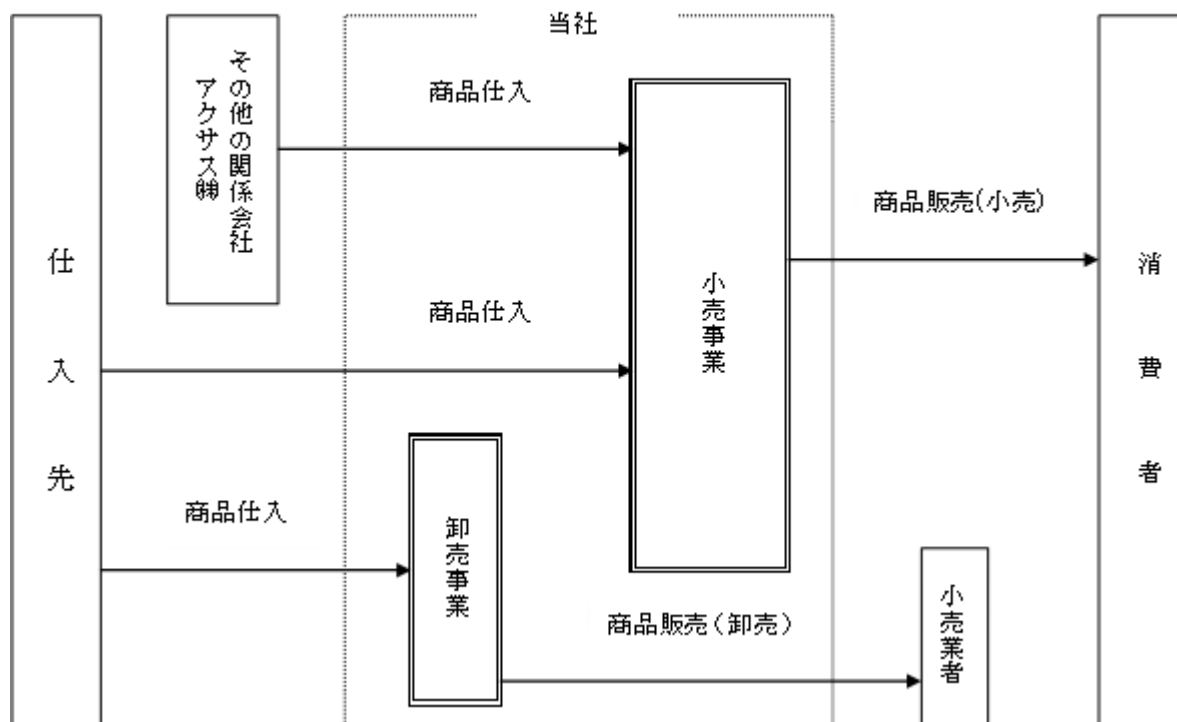 当社
その他の関係会社
アクサス㈱
商品仕入
商品販売(小売)
仕入先
商品仕入
小売事業
消費者
商品仕入
卸売事業
商品販売(卸売)
小売業者